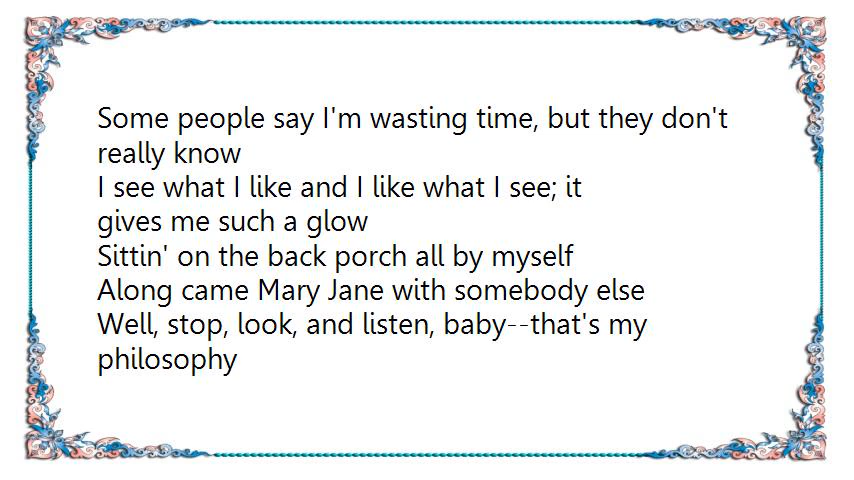 Some people say I'm wasting time, but they don't
really know
I see what I like and I like what I see; it
gives me such a glow
Sittin' on the back porch all by myself
Along came Mary Jane with somebody else
Well, stop, look, and listen, baby--that's my
philosophy